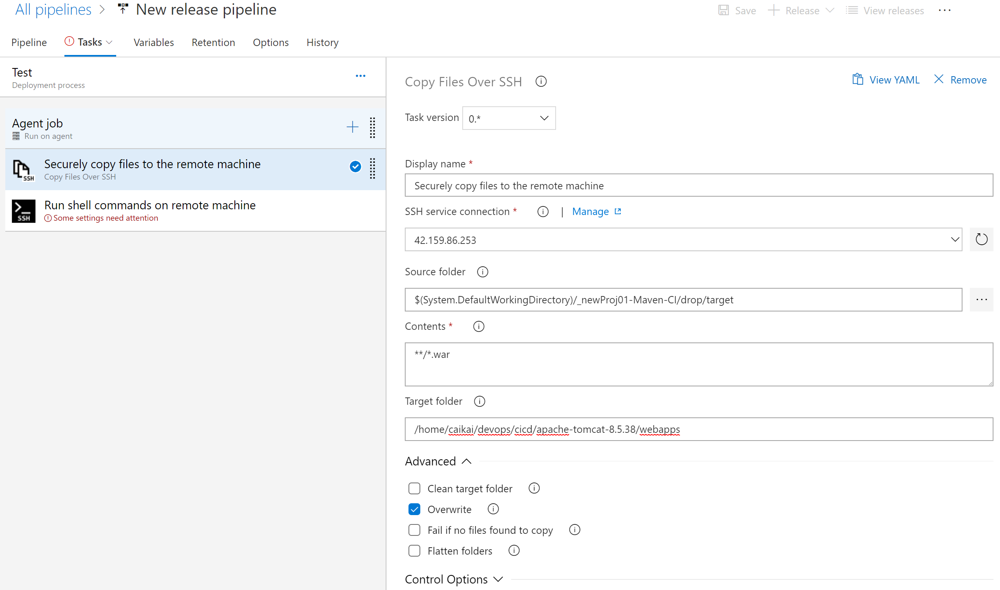 All pipelines > New release pipeline
Save Release View releases ...
Pipeline Tasks Variables Retention Options History
Test
Deployment process
Agent job
Run on agent
Securely copy files to the remote machine
Copy Files Over SSH
SSH
Run shell commands on remote machine
Some settings need attention
SSH
Copy Files Over SSH
View YAML Remove
Task version 0.*
Display name *
Securely copy files to the remote machine
SSH service connection * | Manage
42.159.86.253
Source folder
$(System.DefaultWorkingDirectory)/_newProj01-Maven-CI/drop/target
...
Contents *
**/*.war
Target folder
/home/caikai/devops/cicd/apache-tomcat-8.5.38/webapps
Advanced
Clean target folder
Overwrite
Fail if no files found to copy
Flatten folders
Control Options